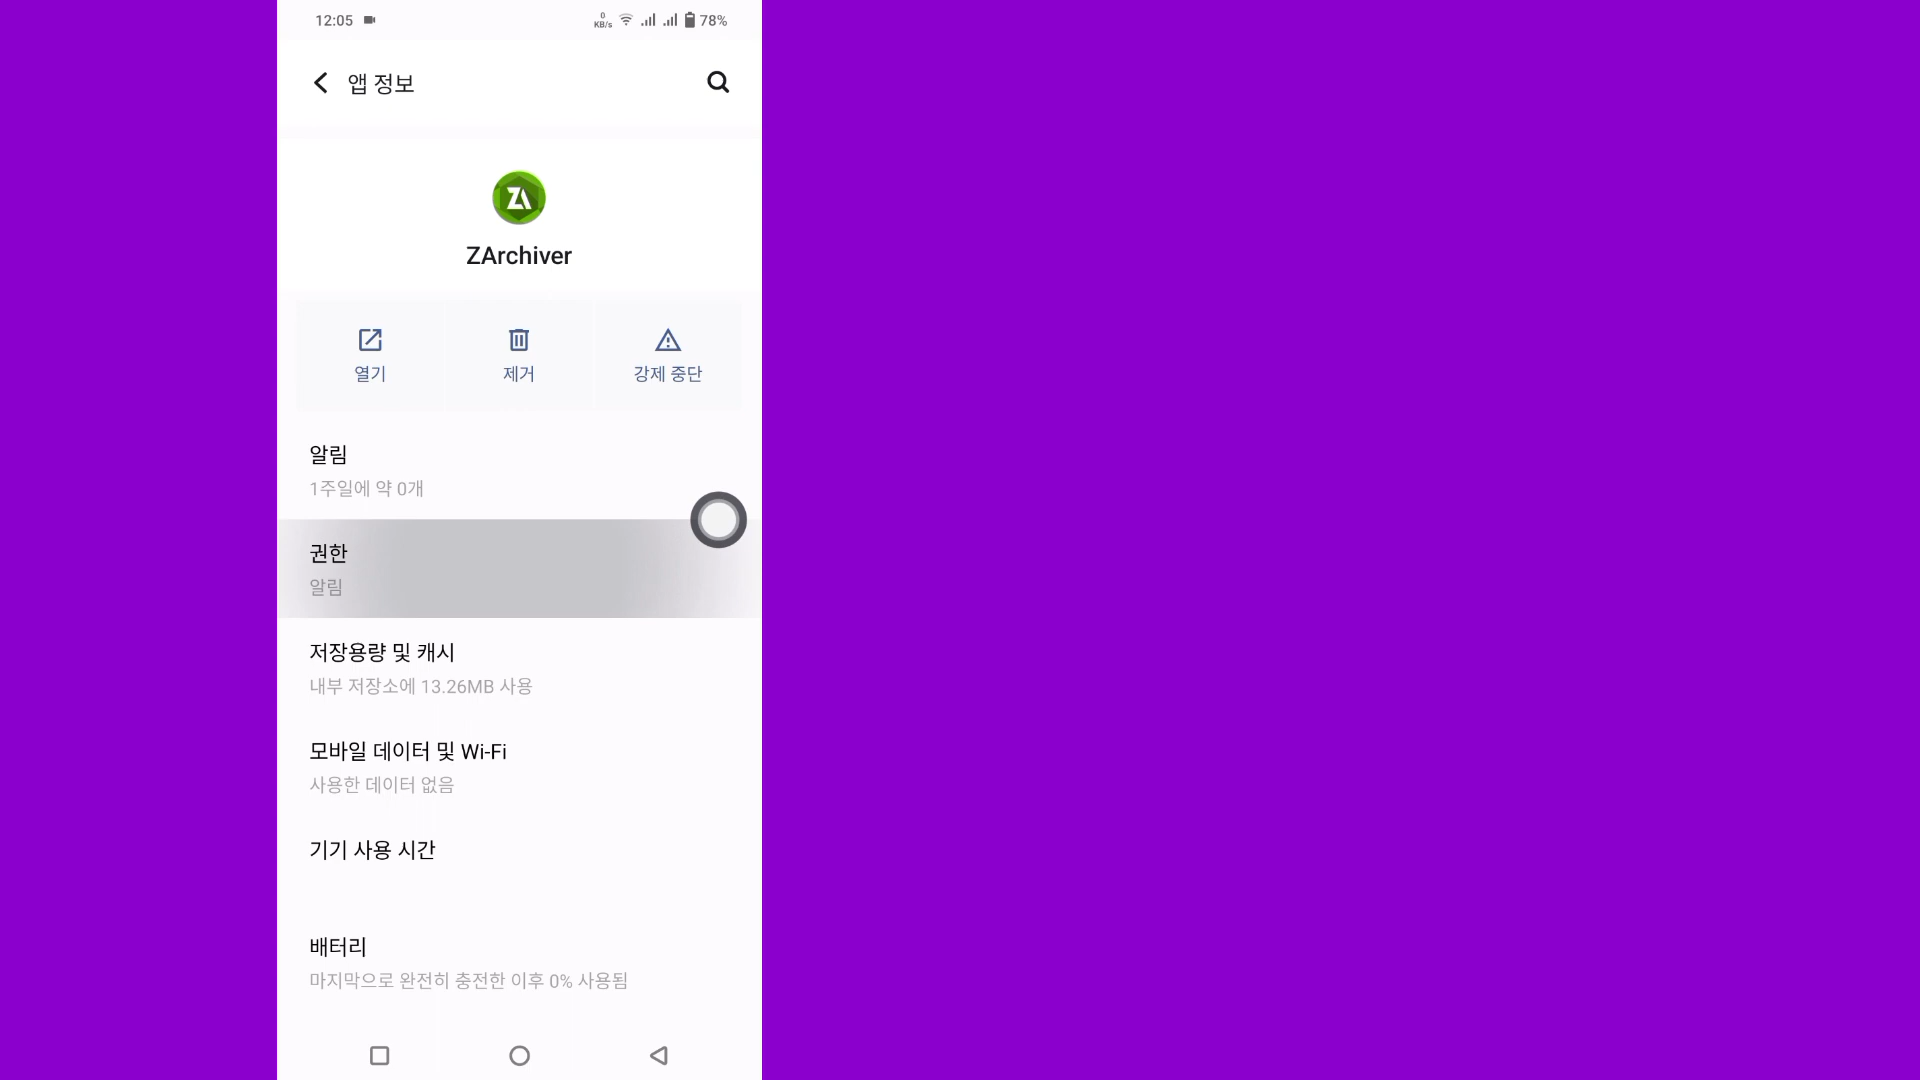 12:05
0
KB/s
78%
앱 정보
ZA
ZArchiver
열기
제거
강제 중단
알림
1주일에 약 0개
권한
알림
저장용량 및 캐시
내부 저장소에 13.26MB 사용
모바일 데이터 및 Wi-Fi
사용한 데이터 없음
기기 사용 시간
배터리
마지막으로 완전히 충전한 이후 0% 사용됨